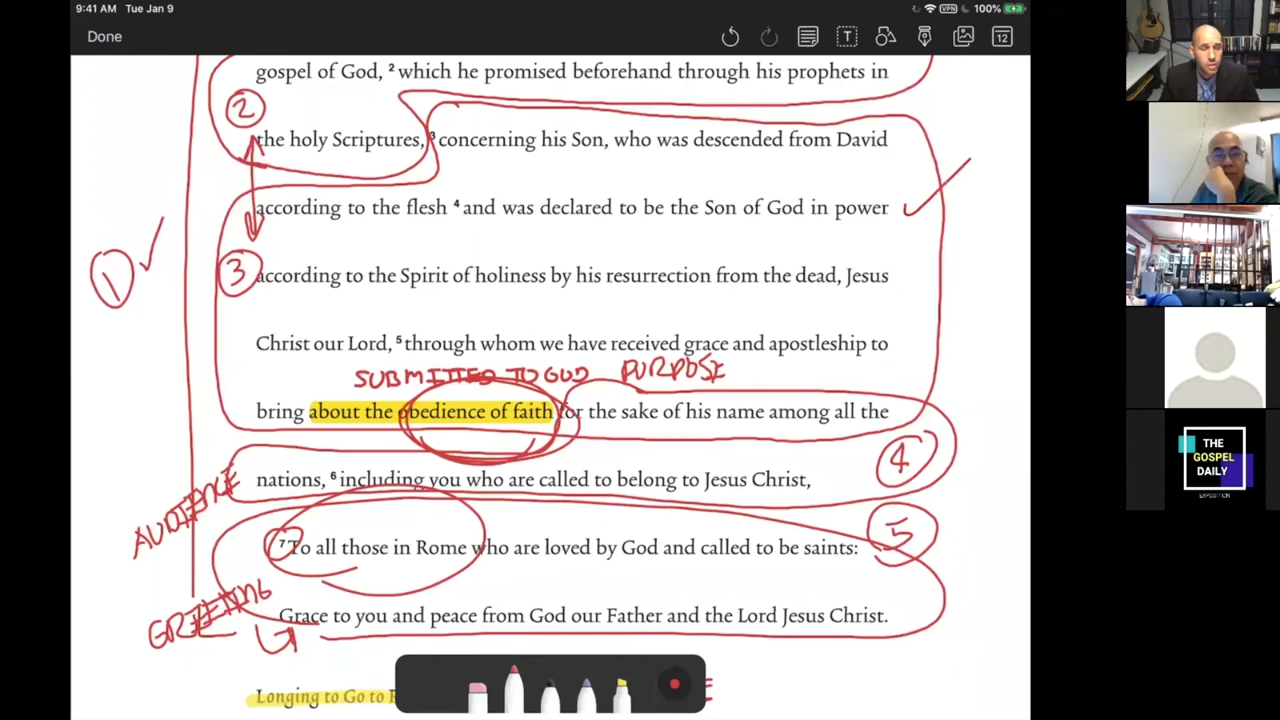 9:41 AM Tue Jan 9
VPN 100%
Done
T
12
gospel of God, 2 which he promised beforehand through his prophets in
2
the holy Scriptures, 3 concerning his Son, who was descended from David
according to the flesh 4 and was declared to be the Son of God in power
1
3
according to the Spirit of holiness by his resurrection from the dead, Jesus
Christ our Lord, 5 through whom we have received grace and apostleship to
SUBMITTED TO GOD PURPOSE
bring about the obedience of faith for the sake of his name among all the
4
nations, 6 including you who are called to belong to Jesus Christ,
AUDIENCE
5
7 To all those in Rome who are loved by God and called to be saints:
GREETING
Grace to you and peace from God our Father and the Lord Jesus Christ.
Longing to Go to
THE
GOSPEL
DAILY
EXPOSITION